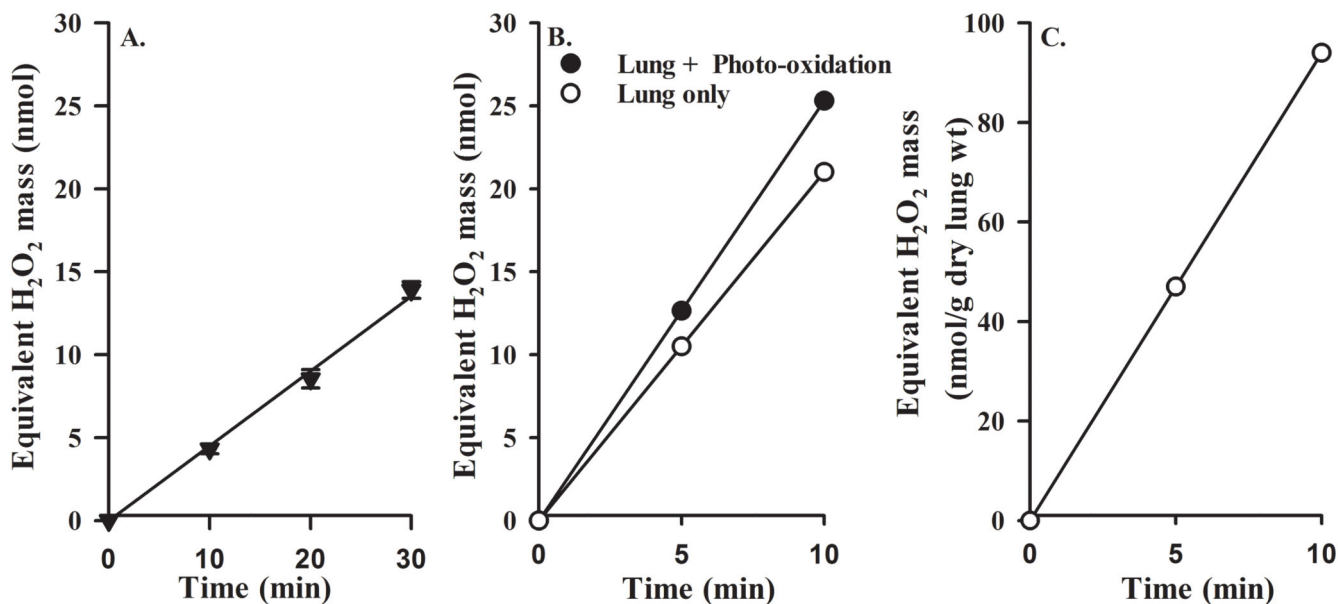 A.
Equivalent H₂O₂ mass (nmol)
30
25
20
15
10
5
0
0 10 20 30
Time (min)
B.
Lung + Photo-oxidation
Lung only
Equivalent H₂O₂ mass (nmol)
30
25
20
15
10
5
0
0 5 10
Time (min)
C.
Equivalent H₂O₂ mass
(nmol/g dry lung wt)
100
80
60
40
20
0
0 5 10
Time (min)